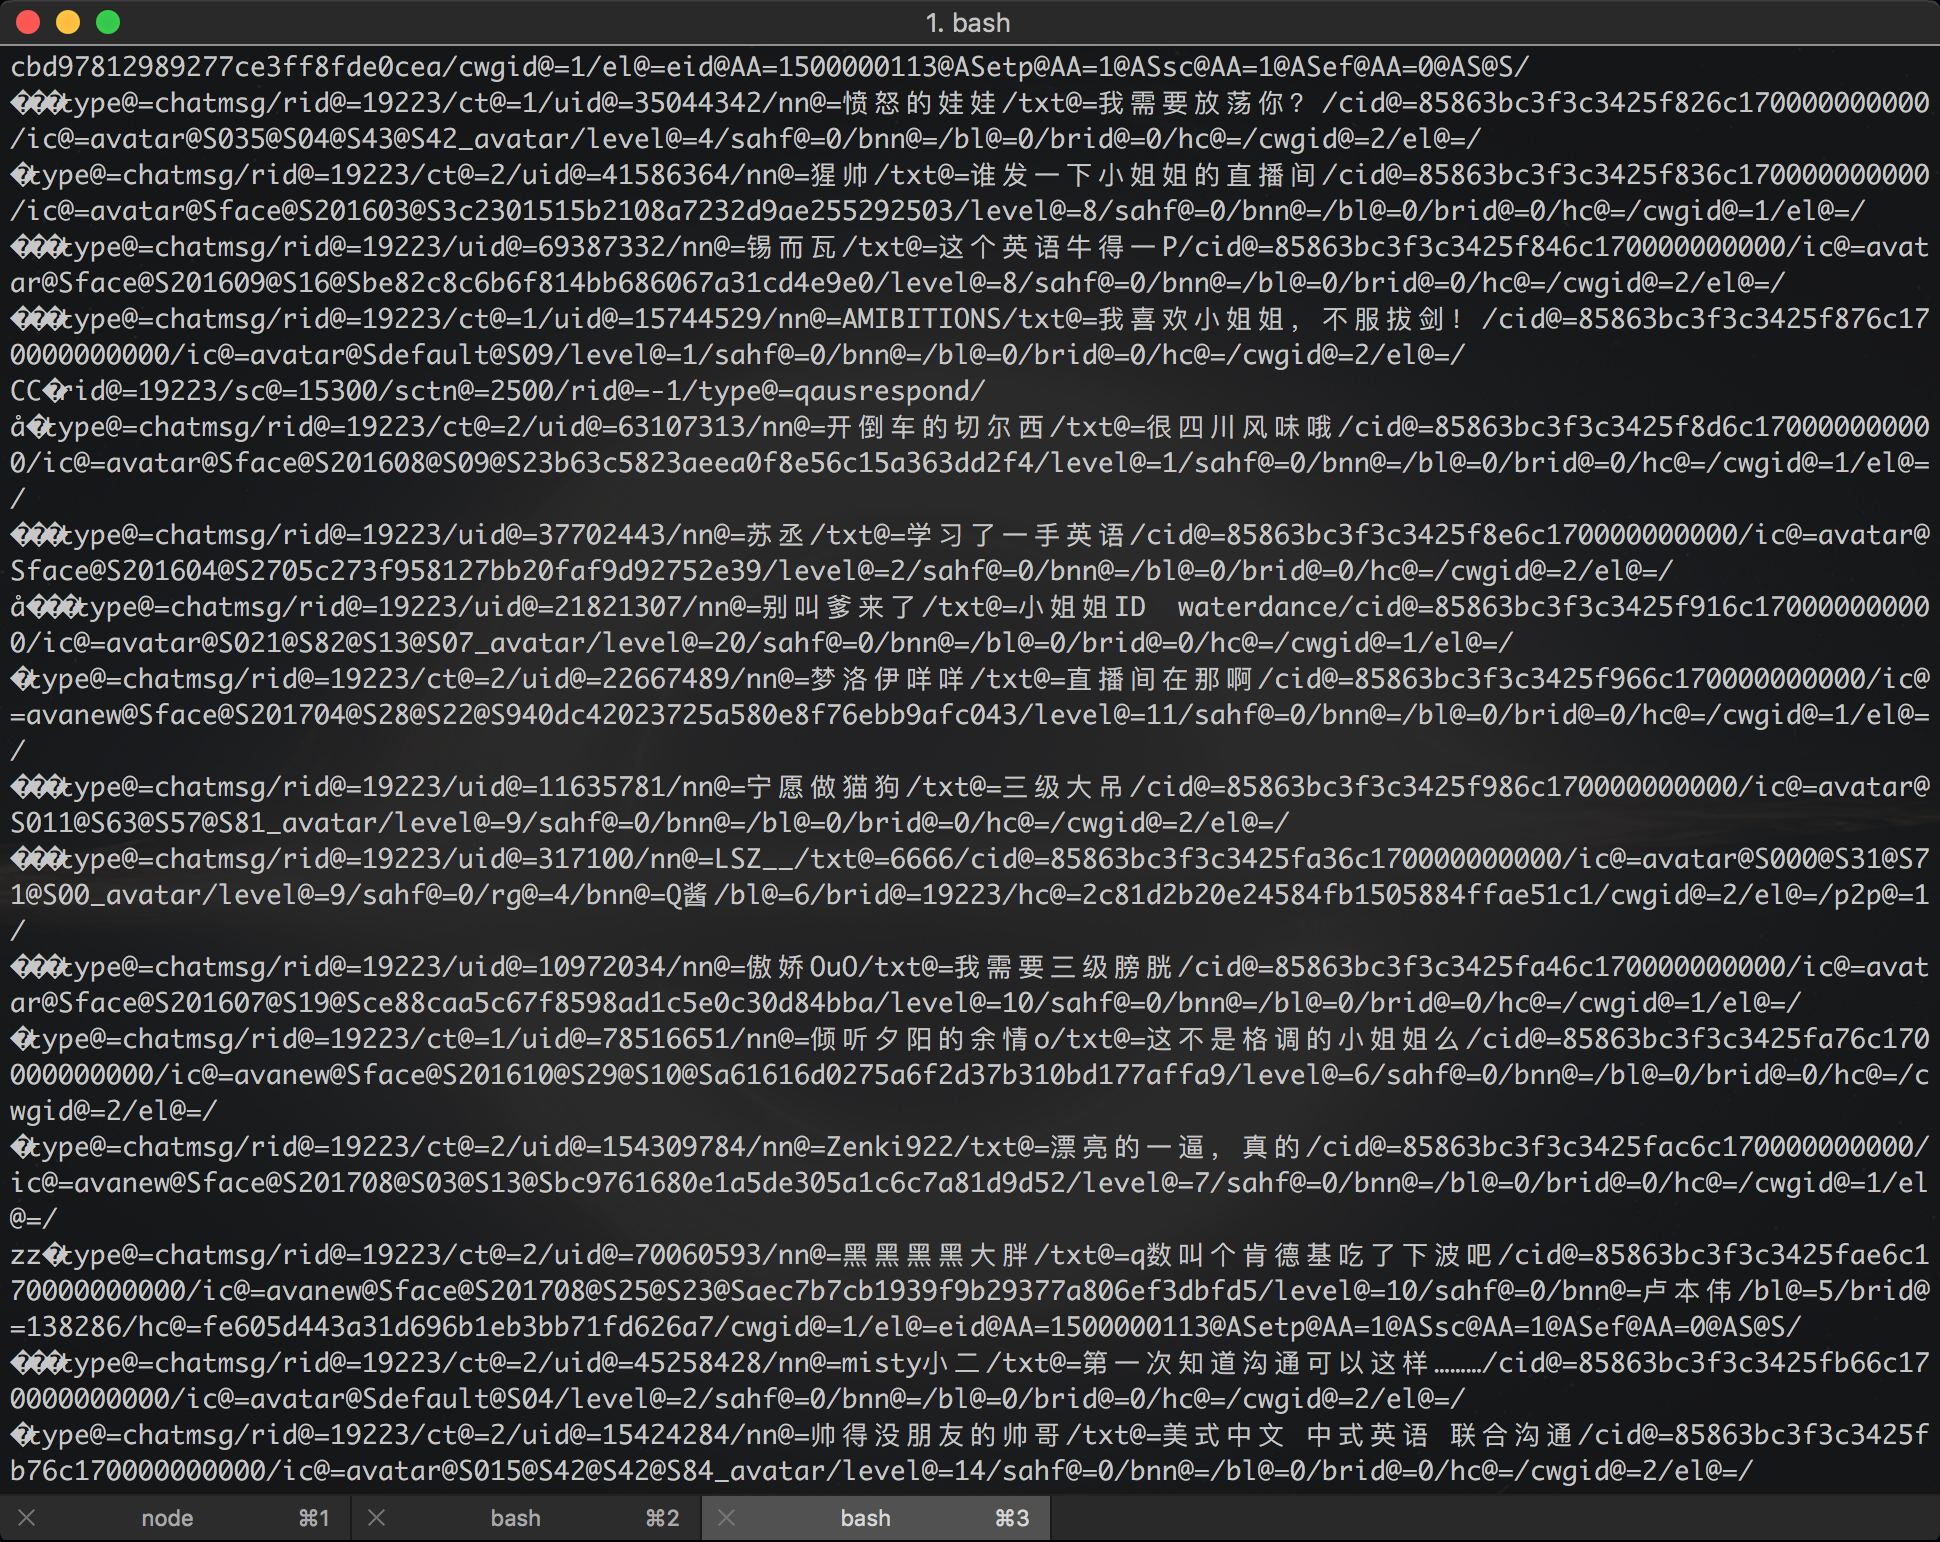 1. bash
cbd97812989277ce3ff8fde0cea/cwgid@=1/el@=eid@AA=1500000113@ASetp@AA=1@ASsc@AA=1@ASef@AA=0@AS@S/
���type@=chatmsg/rid@=19223/ct@=1/uid@=35044342/nn@=愤怒的娃娃/txt@=我需要放荡你？/cid@=85863bc3f3c3425f826c170000000000
/ic@=avatar@S035@S04@S43@S42_avatar/level@=4/sahf@=0/bnn@=/bl@=0/brid@=0/hc@=/cwgid@=2/el@=/
�type@=chatmsg/rid@=19223/ct@=2/uid@=41586364/nn@=猩帅/txt@=谁发一下小姐姐的直播间/cid@=85863bc3f3c3425f836c170000000000
/ic@=avatar@Sface@S201603@S3c2301515b2108a7232d9ae255292503/level@=8/sahf@=0/bnn@=/bl@=0/brid@=0/hc@=/cwgid@=1/el@=/
���type@=chatmsg/rid@=19223/uid@=69387332/nn@=锡而瓦/txt@=这个英语牛得一P/cid@=85863bc3f3c3425f846c170000000000/ic@=avat
ar@Sface@S201609@S16@Sbe82c8c6b6f814bb686067a31cd4e9e0/level@=8/sahf@=0/bnn@=/bl@=0/brid@=0/hc@=/cwgid@=2/el@=/
���type@=chatmsg/rid@=19223/ct@=1/uid@=15744529/nn@=AMIBITIONS/txt@=我喜欢小姐姐，不服拔剑！/cid@=85863bc3f3c3425f876c17
0000000000/ic@=avatar@Sdefault@S09/level@=1/sahf@=0/bnn@=/bl@=0/brid@=0/hc@=/cwgid@=2/el@=/
CC�rid@=19223/sc@=15300/sctn@=2500/rid@=-1/type@=qausrespond/
å�type@=chatmsg/rid@=19223/ct@=2/uid@=63107313/nn@=开倒车的切尔西/txt@=很四川风味哦/cid@=85863bc3f3c3425f8d6c17000000000
0/ic@=avatar@Sface@S201608@S09@S23b63c5823aeea0f8e56c15a363dd2f4/level@=1/sahf@=0/bnn@=/bl@=0/brid@=0/hc@=/cwgid@=1/el@=
/
���type@=chatmsg/rid@=19223/uid@=37702443/nn@=苏丞/txt@=学习了一手英语/cid@=85863bc3f3c3425f8e6c170000000000/ic@=avatar@
Sface@S201604@S2705c273f958127bb20faf9d92752e39/level@=2/sahf@=0/bnn@=/bl@=0/brid@=0/hc@=/cwgid@=2/el@=/
å���type@=chatmsg/rid@=19223/uid@=21821307/nn@=别叫爹来了/txt@=小姐姐ID  waterdance/cid@=85863bc3f3c3425f916c17000000000
0/ic@=avatar@S021@S82@S13@S07_avatar/level@=20/sahf@=0/bnn@=/bl@=0/brid@=0/hc@=/cwgid@=1/el@=/
�type@=chatmsg/rid@=19223/ct@=2/uid@=22667489/nn@=梦洛伊咩咩/txt@=直播间在那啊/cid@=85863bc3f3c3425f966c170000000000/ic@
=avanew@Sface@S201704@S28@S22@S940dc42023725a580e8f76ebb9afc043/level@=11/sahf@=0/bnn@=/bl@=0/brid@=0/hc@=/cwgid@=1/el@=
/
���type@=chatmsg/rid@=19223/uid@=11635781/nn@=宁愿做猫狗/txt@=三级大吊/cid@=85863bc3f3c3425f986c170000000000/ic@=avatar@
S011@S63@S57@S81_avatar/level@=9/sahf@=0/bnn@=/bl@=0/brid@=0/hc@=/cwgid@=2/el@=/
���type@=chatmsg/rid@=19223/uid@=317100/nn@=LSZ__/txt@=6666/cid@=85863bc3f3c3425fa36c170000000000/ic@=avatar@S000@S31@S7
1@S00_avatar/level@=9/sahf@=0/rg@=4/bnn@=Q酱/bl@=6/brid@=19223/hc@=2c81d2b20e24584fb1505884ffae51c1/cwgid@=2/el@=/p2p@=1
/
���type@=chatmsg/rid@=19223/uid@=10972034/nn@=傲娇OuO/txt@=我需要三级膀胱/cid@=85863bc3f3c3425fa46c170000000000/ic@=avat
ar@Sface@S201607@S19@Sce88caa5c67f8598ad1c5e0c30d84bba/level@=10/sahf@=0/bnn@=/bl@=0/brid@=0/hc@=/cwgid@=1/el@=/
�type@=chatmsg/rid@=19223/ct@=1/uid@=78516651/nn@=倾听夕阳的余情o/txt@=这不是格调的小姐姐么/cid@=85863bc3f3c3425fa76c170
000000000/ic@=avanew@Sface@S201610@S29@S10@Sa61616d0275a6f2d37b310bd177affa9/level@=6/sahf@=0/bnn@=/bl@=0/brid@=0/hc@=/c
wgid@=2/el@=/
�type@=chatmsg/rid@=19223/ct@=2/uid@=154309784/nn@=Zenki922/txt@=漂亮的一逼，真的/cid@=85863bc3f3c3425fac6c170000000000/
ic@=avanew@Sface@S201708@S03@S13@Sbc9761680e1a5de305a1c6c7a81d9d52/level@=7/sahf@=0/bnn@=/bl@=0/brid@=0/hc@=/cwgid@=1/el
@=/
zz�type@=chatmsg/rid@=19223/ct@=2/uid@=70060593/nn@=黑黑黑黑大胖/txt@=q数叫个肯德基吃了下波吧/cid@=85863bc3f3c3425fae6c1
70000000000/ic@=avanew@Sface@S201708@S25@S23@Saec7b7cb1939f9b29377a806ef3dbfd5/level@=10/sahf@=0/bnn@=卢本伟/bl@=5/brid@
=138286/hc@=fe605d443a31d696b1eb3bb71fd626a7/cwgid@=1/el@=eid@AA=1500000113@ASetp@AA=1@ASsc@AA=1@ASef@AA=0@AS@S/
���type@=chatmsg/rid@=19223/ct@=2/uid@=45258428/nn@=misty小二/txt@=第一次知道沟通可以这样………/cid@=85863bc3f3c3425fb66c17
0000000000/ic@=avatar@Sdefault@S04/level@=2/sahf@=0/bnn@=/bl@=0/brid@=0/hc@=/cwgid@=2/el@=/
�type@=chatmsg/rid@=19223/ct@=2/uid@=15424284/nn@=帅得没朋友的帅哥/txt@=美式中文 中式英语 联合沟通/cid@=85863bc3f3c3425f
b76c170000000000/ic@=avatar@S015@S42@S42@S84_avatar/level@=14/sahf@=0/bnn@=/bl@=0/brid@=0/hc@=/cwgid@=2/el@=/
node ⌘1 bash ⌘2 bash ⌘3